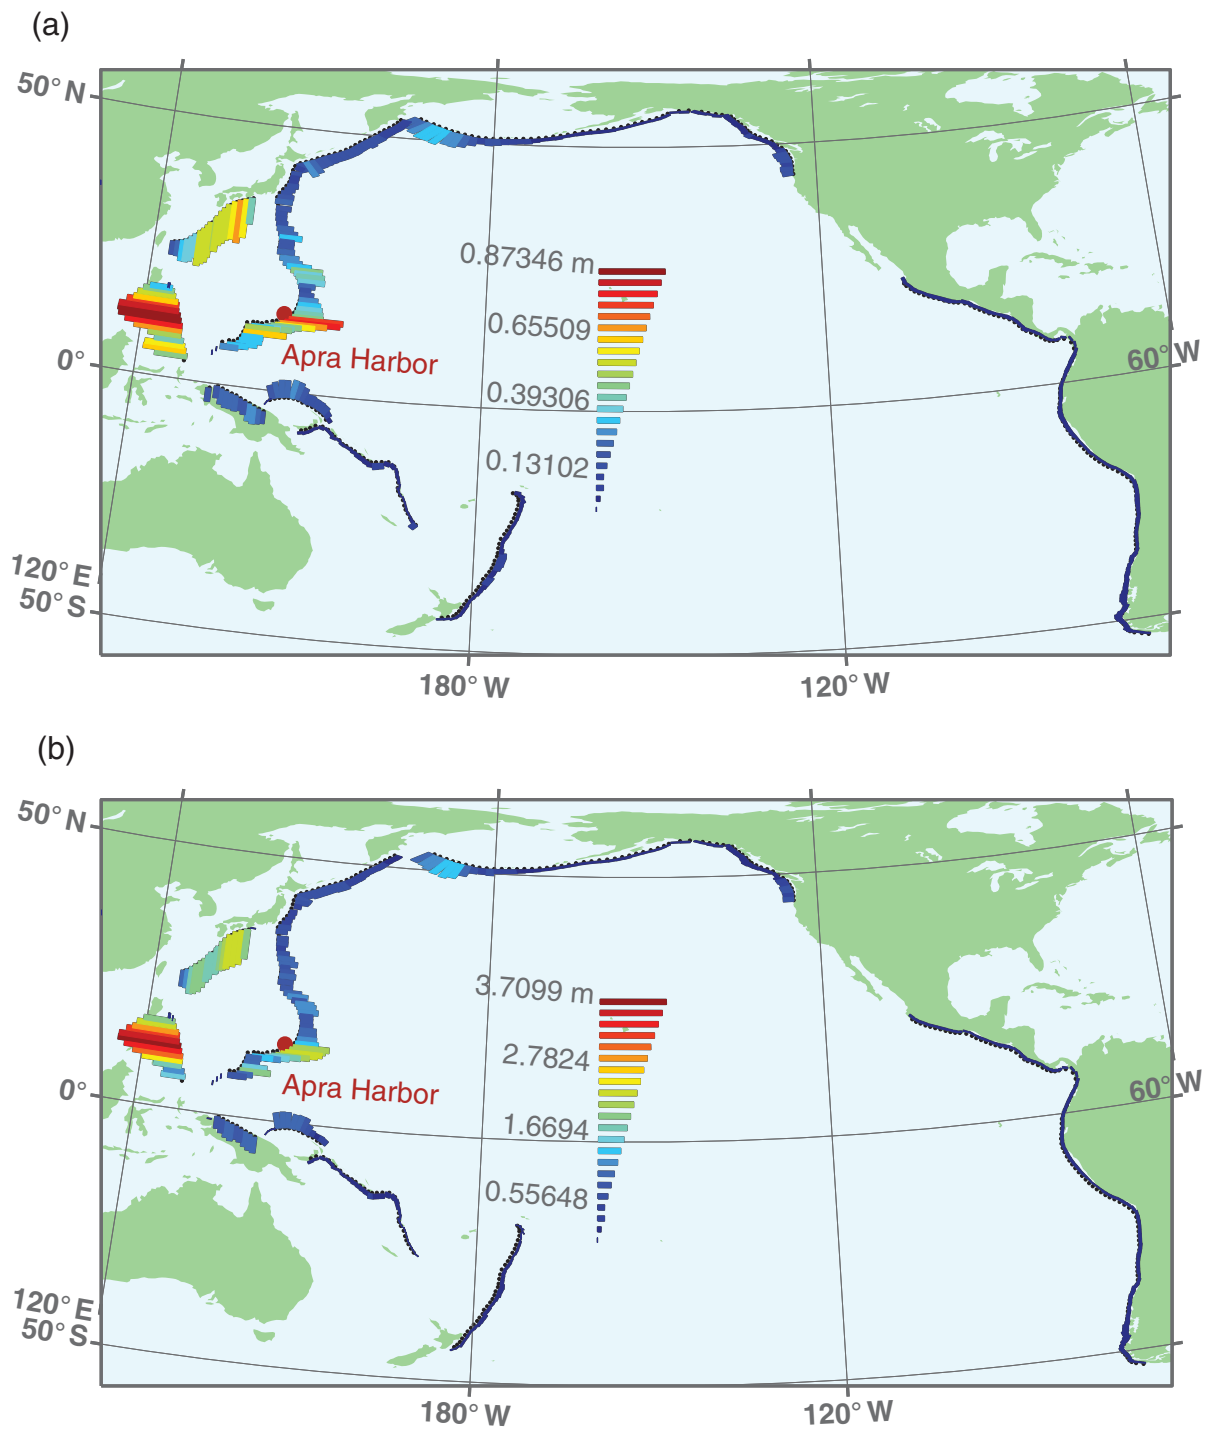 (a)
50° N
0.87346 m
0.65509
Apra Harbor
0°
60° W
0.39306
0.13102
120° E
50° S
180° W
120° W
(b)
50° N
3.7099 m
2.7824
Apra Harbor
0°
60° W
1.6694
0.55648
120° E
50° S
180° W
120° W